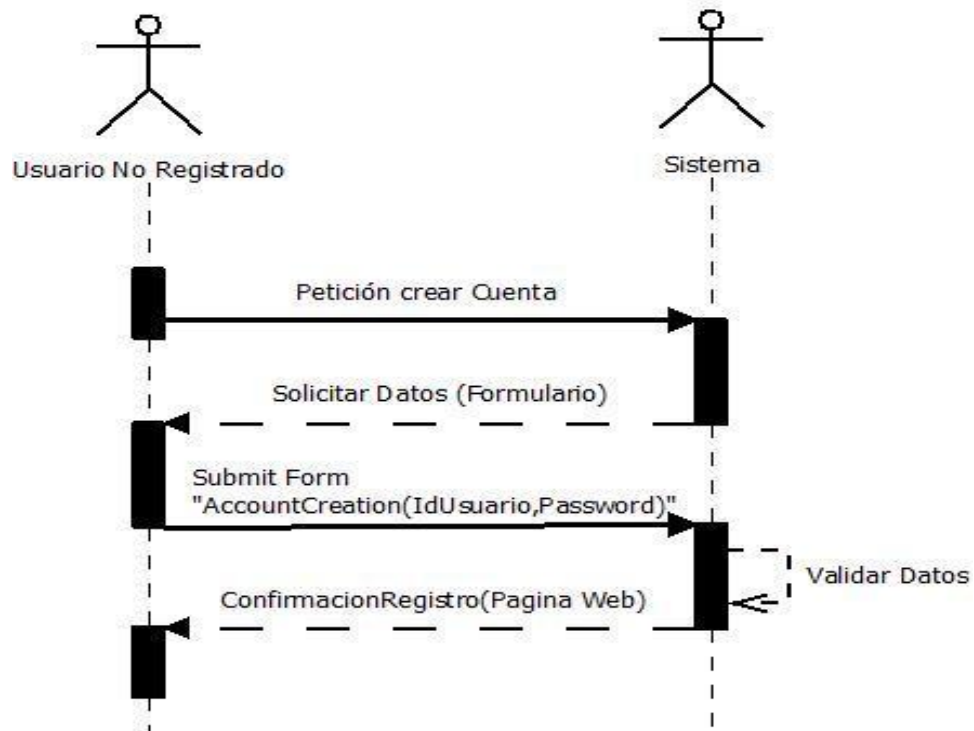 Usuario No Registrado
Sistema
Petición crear Cuenta
Solicitar Datos (Formulario)
Submit Form
"AccountCreation(IdUsuario,Password)"
Validar Datos
ConfirmacionRegistro(Pagina Web)